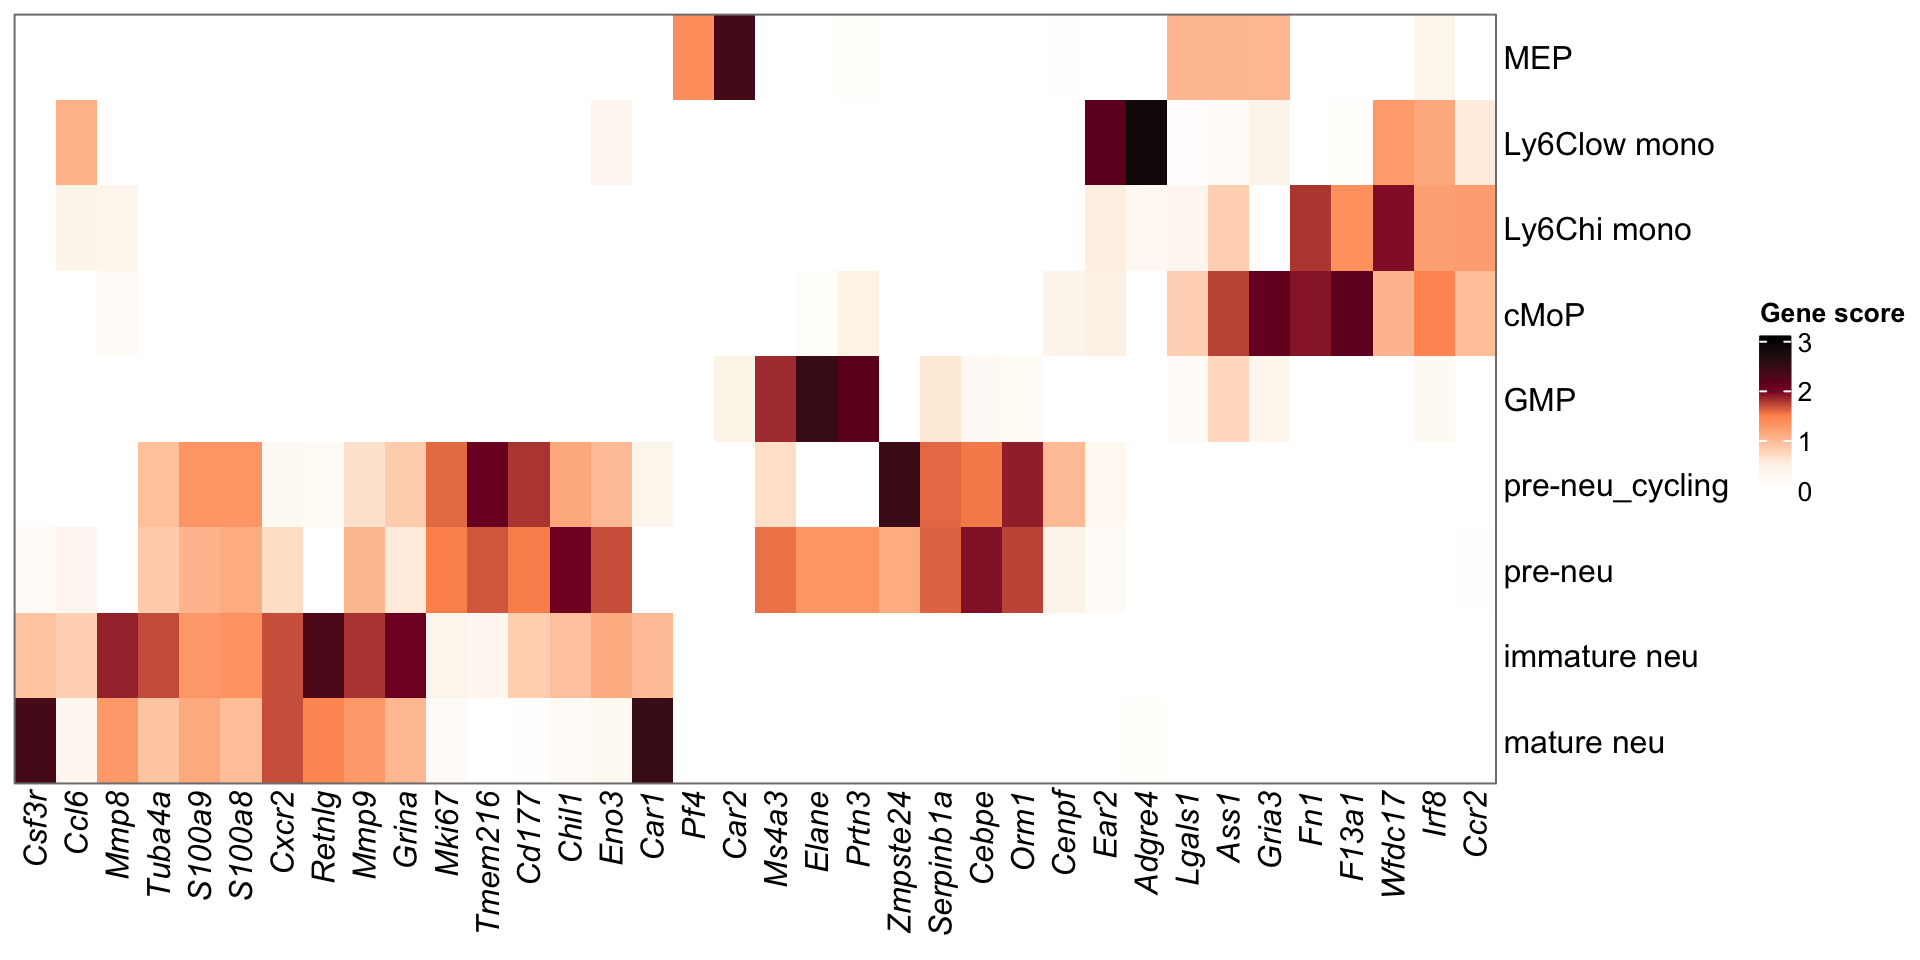 MEP
Ly6Clow mono
Ly6Chi mono
cMoP
GMP
pre-neu_cycling
pre-neu
immature neu
mature neu
Gene score
3
2
1
0
Csf3r
Ccl6
Mmp8
Tuba4a
S100a9
S100a8
Cxcr2
Retnlg
Mmp9
Grina
Mki67
Tmem216
Cd177
Chil1
Eno3
Car1
Pf4
Car2
Ms4a3
Elane
Prtn3
Zmpste24
Serpinb1a
Cebpe
Orm1
Cenpf
Ear2
Adgre4
Lgals1
Ass1
Gria3
Fn1
F13a1
Wfdc17
Irf8
Ccr2